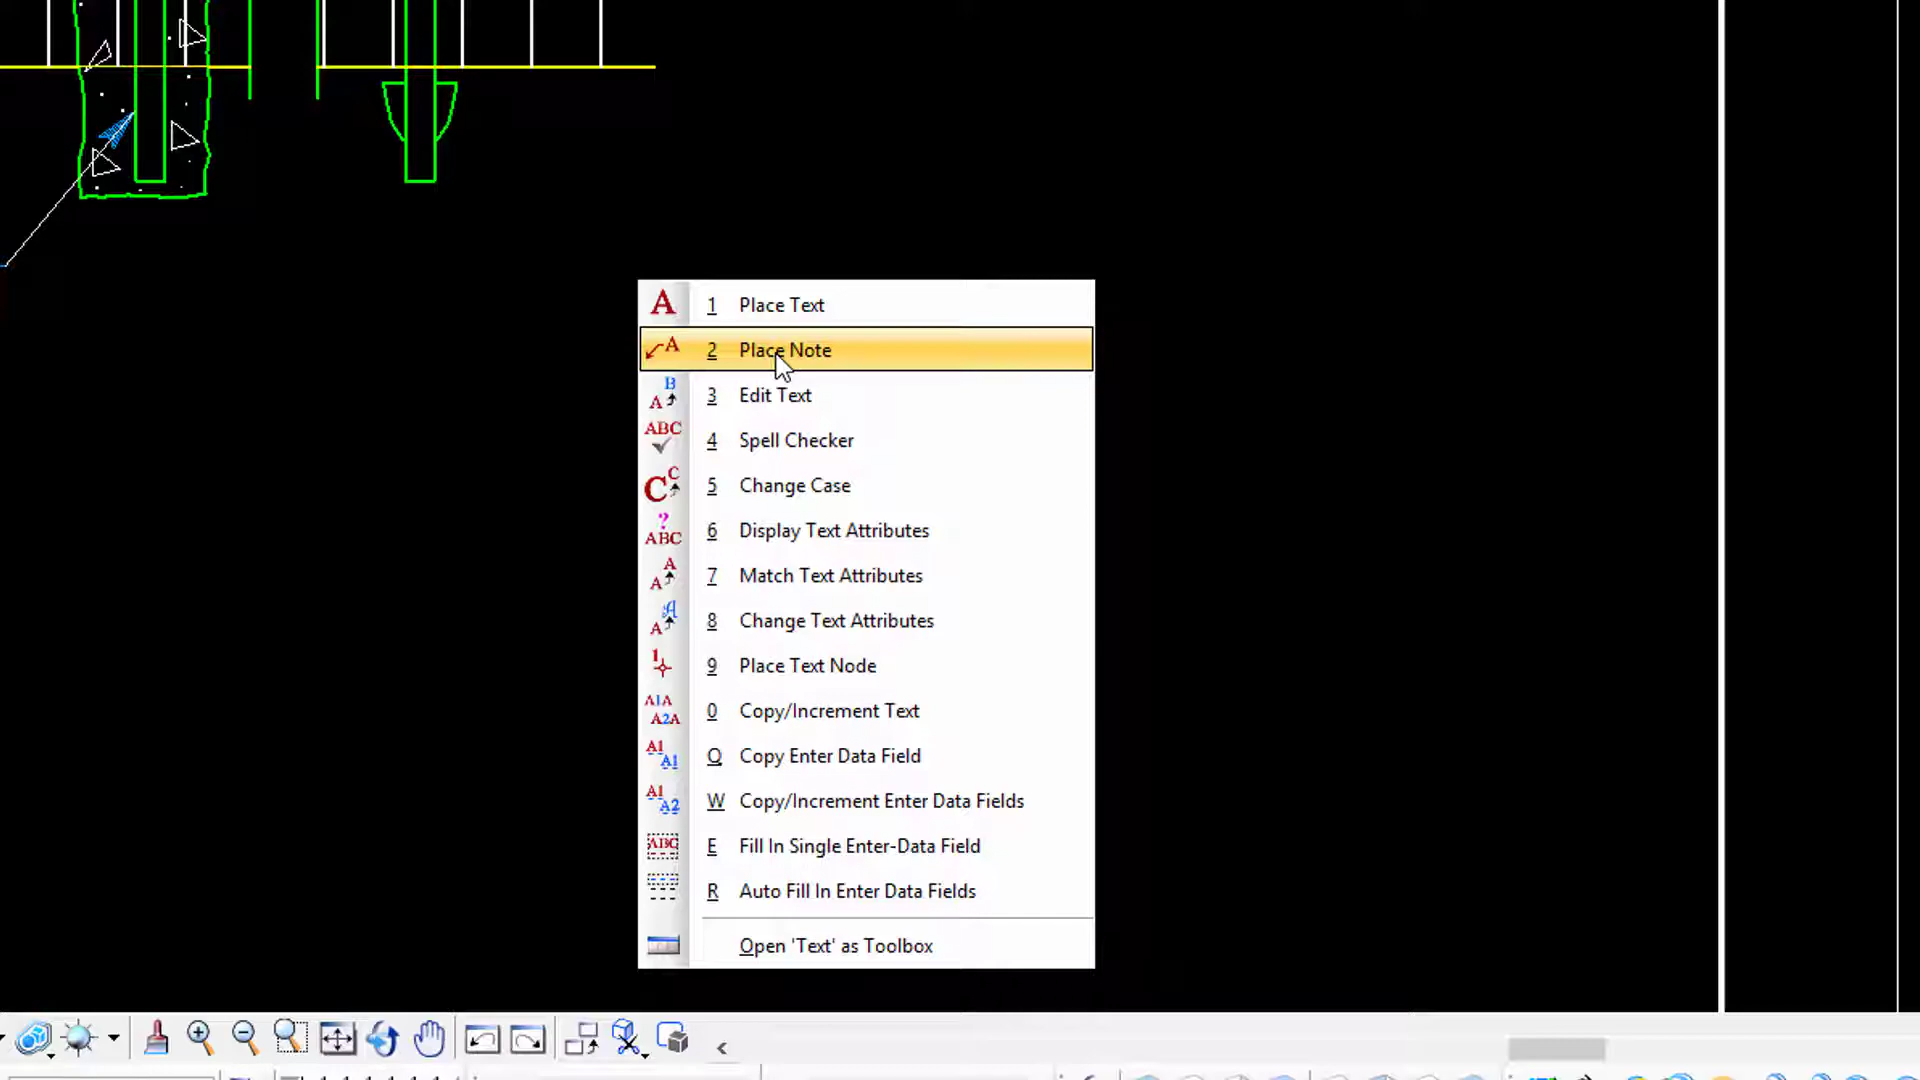 1 Place Text
2 Place Note
3 Edit Text
4 Spell Checker
5 Change Case
6 Display Text Attributes
7 Match Text Attributes
8 Change Text Attributes
9 Place Text Node
0 Copy/Increment Text
Q Copy Enter Data Field
W Copy/Increment Enter Data Fields
E Fill In Single Enter-Data Field
R Auto Fill In Enter Data Fields
Open 'Text' as Toolbox